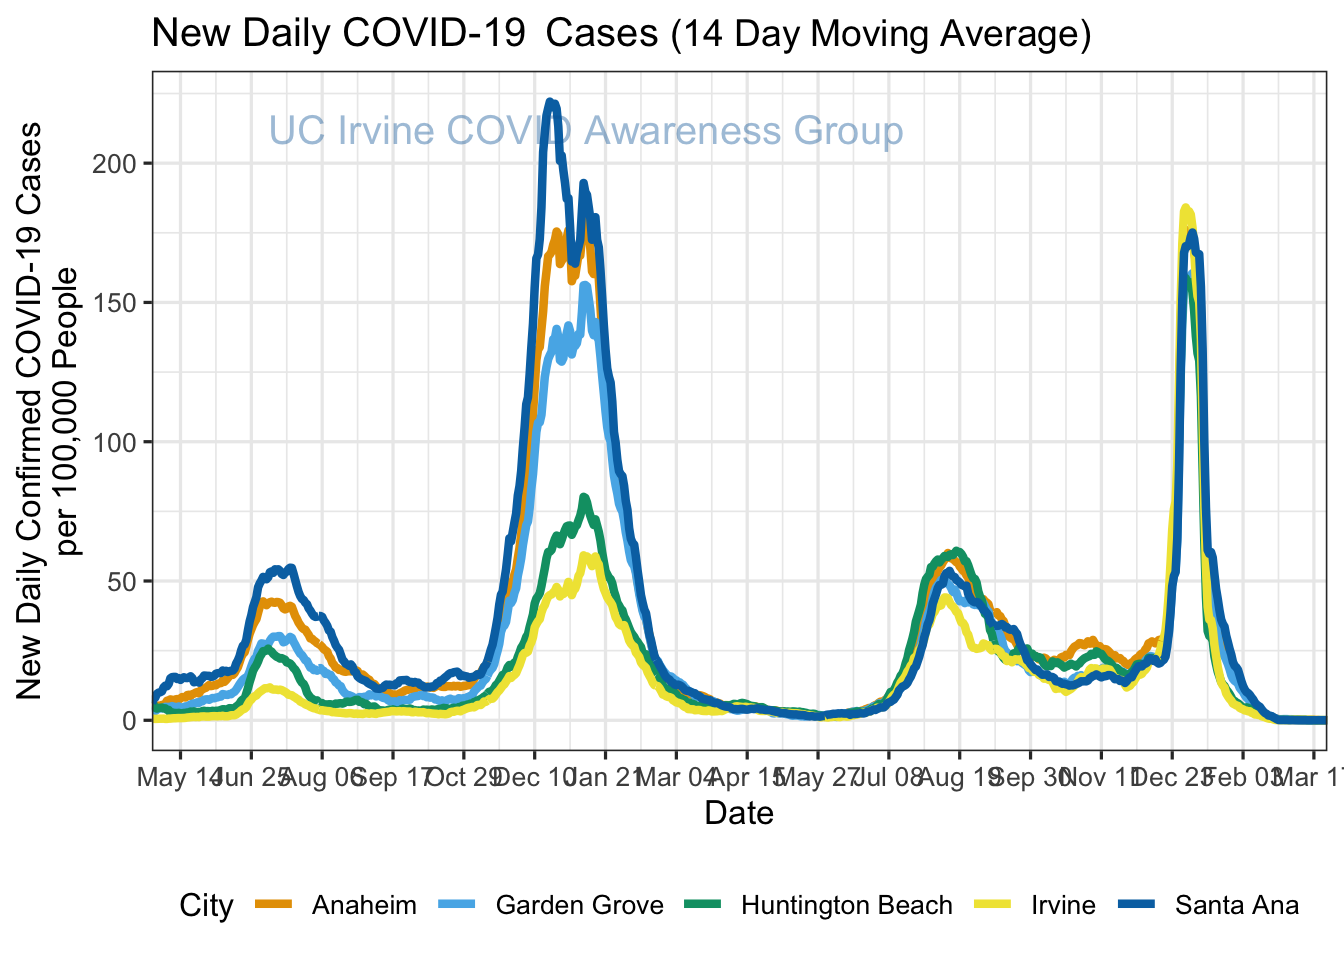 New Daily COVID-19 Cases (14 Day Moving Average)
UC Irvine COVID Awareness Group
New Daily Confirmed COVID-19 Cases
per 100,000 People
200
150
100
50
0
May 14 Jun 25 Aug 06 Sep 17 Oct 29 Dec 10 Jan 21 Mar 04 Apr 15 May 27 Jul 08 Aug 19 Sep 30 Nov 11 Dec 23 Feb 03 Mar 17
Date
City Anaheim Garden Grove Huntington Beach Irvine Santa Ana